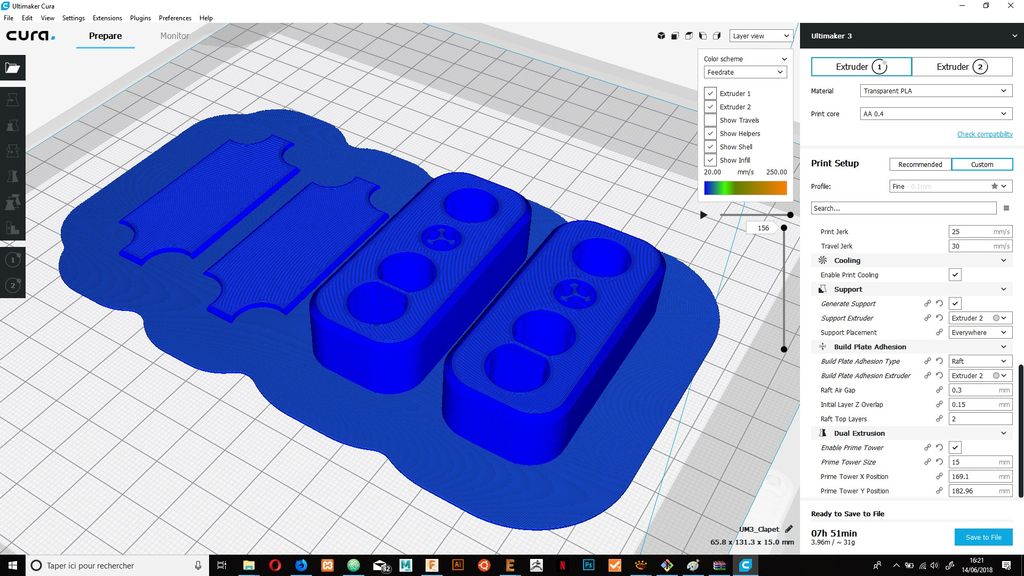 Ultimaker Cura
File Edit View Settings Extensions Plugins Preferences Help
cura.
Prepare
Monitor
Layer view
Color scheme
Feedrate
Extruder 1
Extruder 2
Show Travels
Show Helpers
Show Shell
Show Infill
20.00 mm/s 250.00
156
UM3_Clapet
65.8 x 131.3 x 15.0 mm
Ultimaker 3
Extruder 1
Extruder 2
Material Transparent PLA
Print core AA 0.4
Check compatibility
Print Setup Recommended Custom
Profile: Fine - 0.1mm
Search...
Print Jerk 25 mm/s
Travel Jerk 30 mm/s
Cooling
Enable Print Cooling
Support
Generate Support
Support Extruder Extruder 2
Support Placement Everywhere
Build Plate Adhesion
Build Plate Adhesion Type Raft
Build Plate Adhesion Extruder Extruder 2
Raft Air Gap 0.3 mm
Initial Layer Z Overlap 0.15 mm
Raft Top Layers 2
Dual Extrusion
Enable Prime Tower
Prime Tower Size 15 mm
Prime Tower X Position 169.1 mm
Prime Tower Y Position 182.96 mm
Ready to Save to File
07h 51min
3.96m / ~ 31g
Save to File
1
2
Taper ici pour rechercher
16:21
14/06/2018